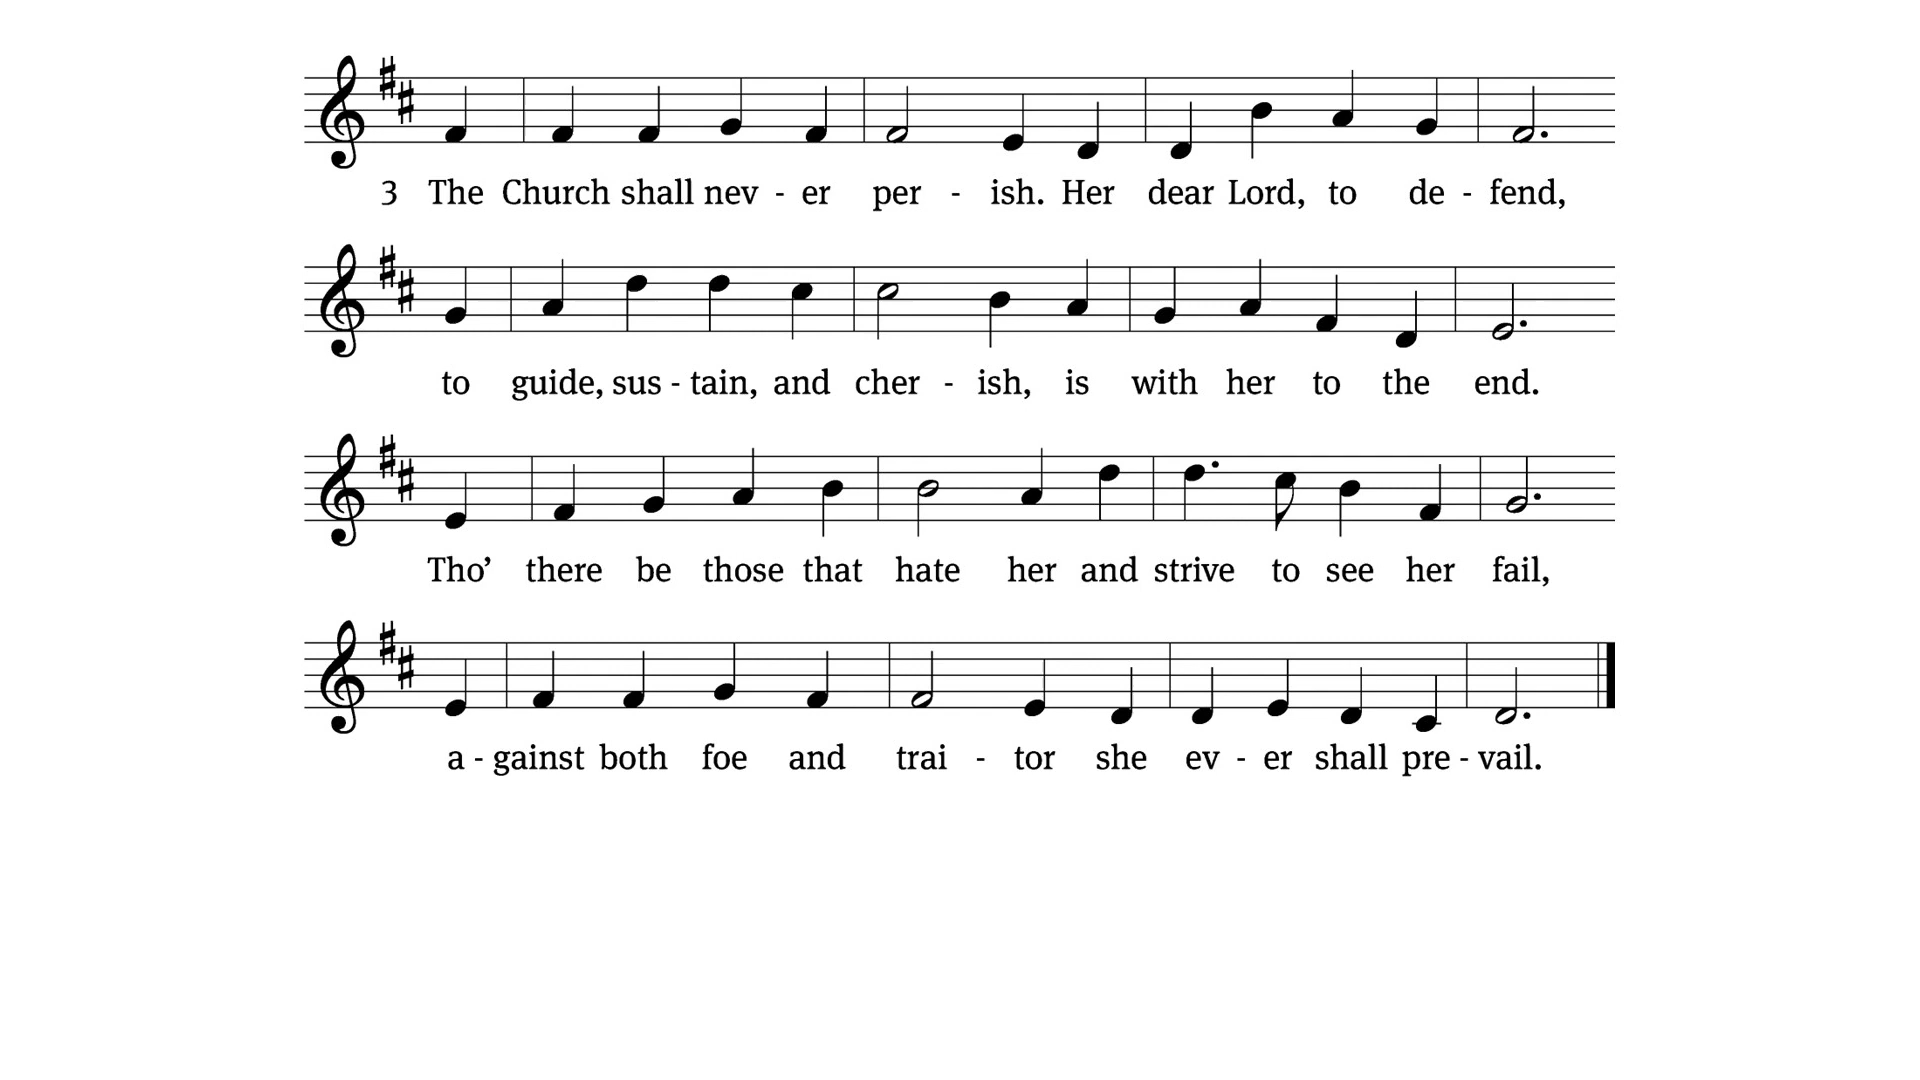 3 The Church shall nev - er per - ish. Her dear Lord, to de - fend,
to guide, sus - tain, and cher - ish, is with her to the end.
Tho’ there be those that hate her and strive to see her fail,
a - gainst both foe and trai - tor she ev - er shall pre - vail.